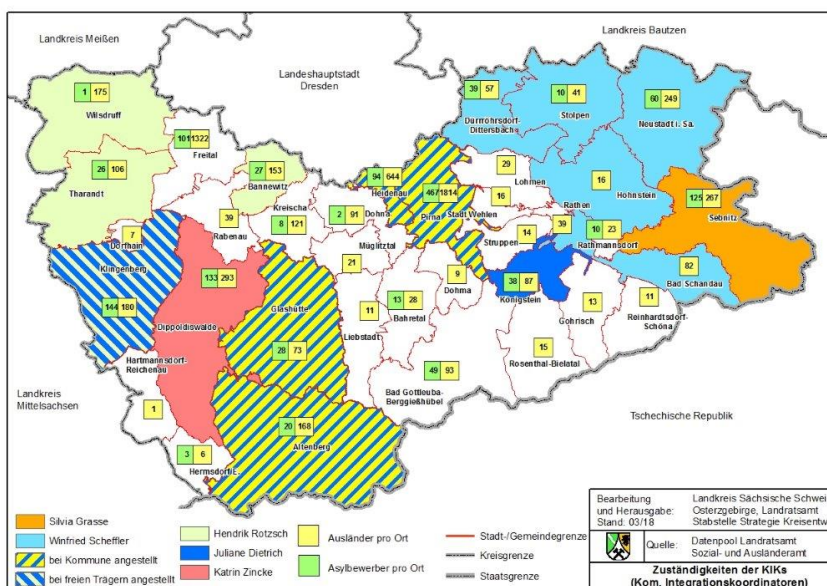 Landkreis Meißen
Landkreis Bautzen
Landeshauptstadt
Dresden
1 175
Wilsdruff
39 57
Durrröhrsdorf-
Dittersbach
10 41
Stolpen
60 249
Neustadt i. Sa.
101 1322
Freital
26 106
Tharandt
27 153
Bannewitz
94 644
Heidenau
29
Lohmen
467 1814
Pirna
16
Stadt Wehlen
16
Hohnstein
Rathen
125 267
Sebnitz
Kreischa
8 121
2 91
Dohna
39
Rabenau
7
Dorfhain
Müglitztal
21
14
Struppen
39
10 23
Rathmannsdorf
Klingenberg
144 180
133 293
Dippoldiswalde
Glashütte
28 73
11
Liebstadt
13 28
Bahretal
9
Dohma
38 87
Königstein
82
Bad Schandau
13
Gohrisch
11
Reinhardtsdorf-
Schöna
15
Rosenthal-Bielatal
Hartmannsdorf-
Reichenau
49 93
Bad Gottleuba-
Berggießhübel
Landkreis
Mittelsachsen
Tschechische Republik
1
3 6
Hermsdorf/E.
20 168
Altenberg
Silvia Grasse
Winfried Scheffler
bei Kommune angestellt
bei freien Trägern angestellt
Hendrik Rotzsch
Juliane Dietrich
Katrin Zincke
Ausländer pro Ort
Asylbewerber pro Ort
Stadt-/Gemeindegrenze
Kreisgrenze
Staatsgrenze
Bearbeitung Landkreis Sächsische Schwei
und Herausgabe: Osterzgebirge, Landratsamt
Stand: 03/18 Stabstelle Strategie Kreisentw
Quelle: Datenpool Landratsamt
Sozial- und Ausländeramt
Zuständigkeiten der KIKs
(Kom. Integrationskoordinatoren)